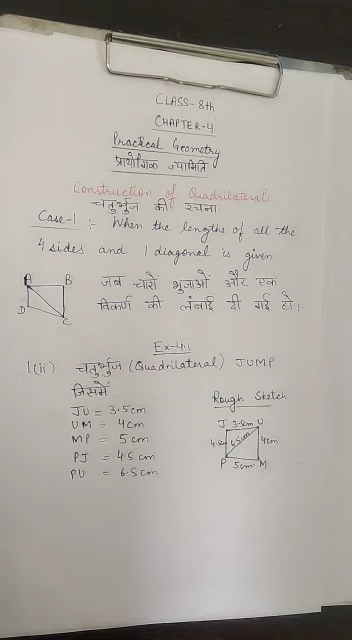 CLASS-8th
CHAPTER-4
Practical Geometry
प्रायोगिक ज्यामिति
Construction of Quadrilaterals
चतुर्भुज की रचना
Case-1 :- When the lengths of all the
4 sides and 1 diagonal is given
जब चारों भुजाओं और एक
विकर्ण की लंबाई दी गई हो।
A B
D C
Ex-4.1
1(ii) चतुर्भुज (Quadrilateral) JUMP
जिसमें
JU = 3.5cm
UM = 4cm
MP = 5cm
PJ = 4.5cm
PU = 6.5cm
Rough Sketch
J 3.5cm U
4.5cm 6.5cm 4cm
P 5cm M